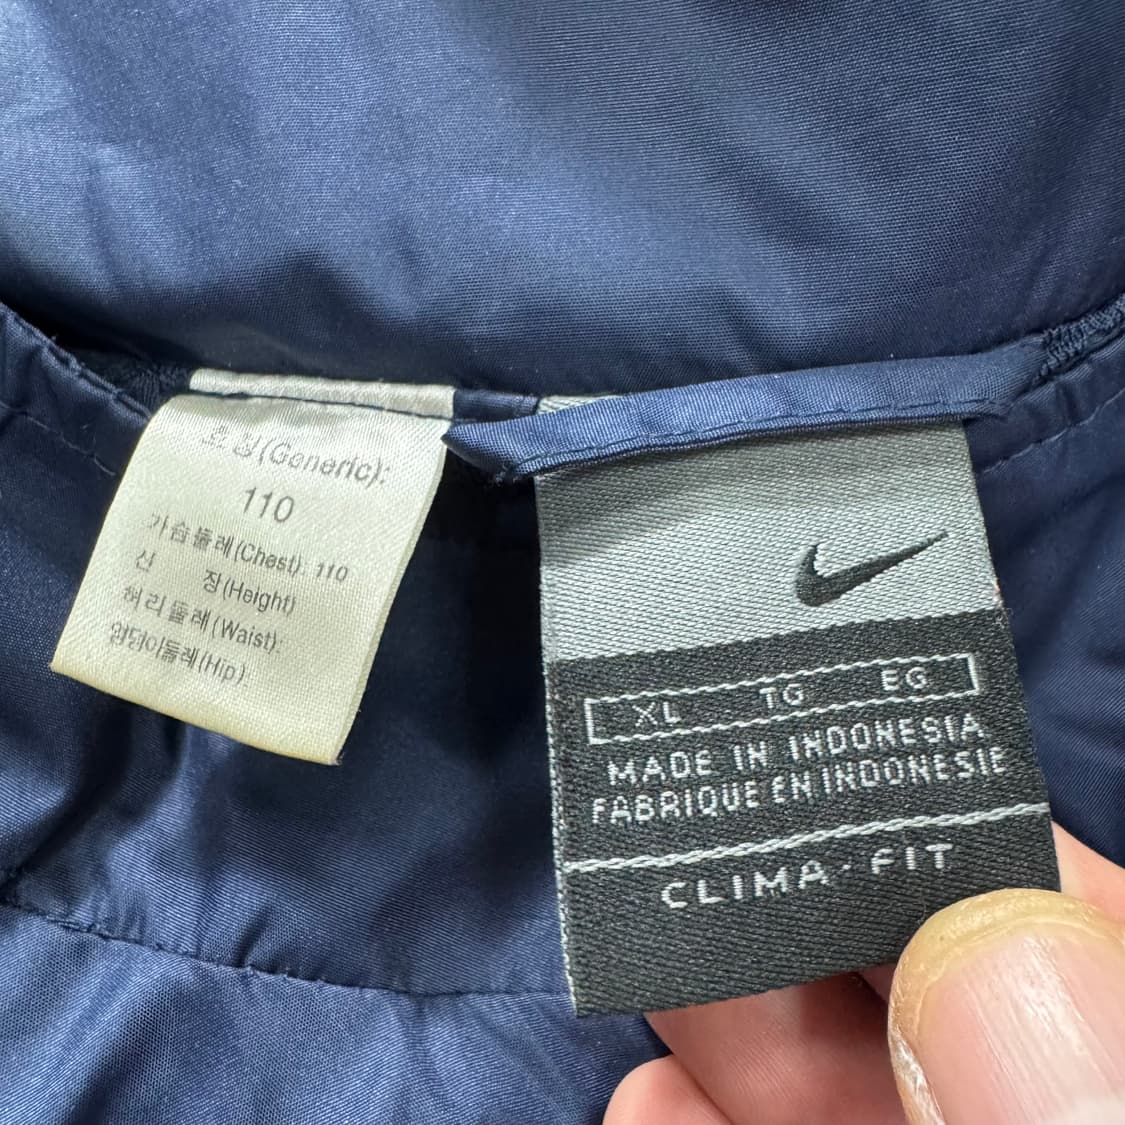 호칭(Generic):
110
가슴둘레(Chest): 110
신 장(Height)
허리둘레(Waist):
엉덩이둘레(Hip):
XL TG EG
MADE IN INDONESIA
FABRIQUE EN INDONESIE
CLIMA-FIT